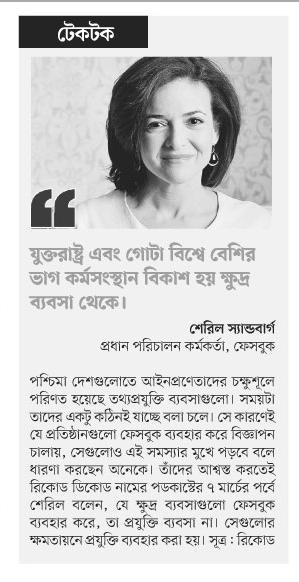 টেকটক
যুক্তরাষ্ট্র এবং গোটা বিশ্বে বেশির
ভাগ কর্মসংস্থান বিকাশ হয় ক্ষুদ্র
ব্যবসা থেকে।
শেরিল স্যান্ডবার্গ
প্রধান পরিচালন কর্মকর্তা, ফেসবুক
পশ্চিমা দেশগুলোতে আইনপ্রণেতাদের চক্ষুশূলে
পরিণত হয়েছে তথ্যপ্রযুক্তি ব্যবসাগুলো। সময়টা
তাদের একটু কঠিনই যাচ্ছে বলা চলে। সে কারণেই
যে প্রতিষ্ঠানগুলো ফেসবুক ব্যবহার করে বিজ্ঞাপন
চালায়, সেগুলোও এই সমস্যার মুখে পড়বে বলে
ধারণা করছেন অনেকে। তাঁদের আশ্বস্ত করতেই
রিকোড ডিকোড নামের পডকাস্টের ৭ মার্চের পর্বে
শেরিল বলেন, যে ক্ষুদ্র ব্যবসাগুলো ফেসবুক
ব্যবহার করে, তা প্রযুক্তি ব্যবসা না। সেগুলোর
ক্ষমতায়নে প্রযুক্তি ব্যবহার করা হয়। সূত্র : রিকোড